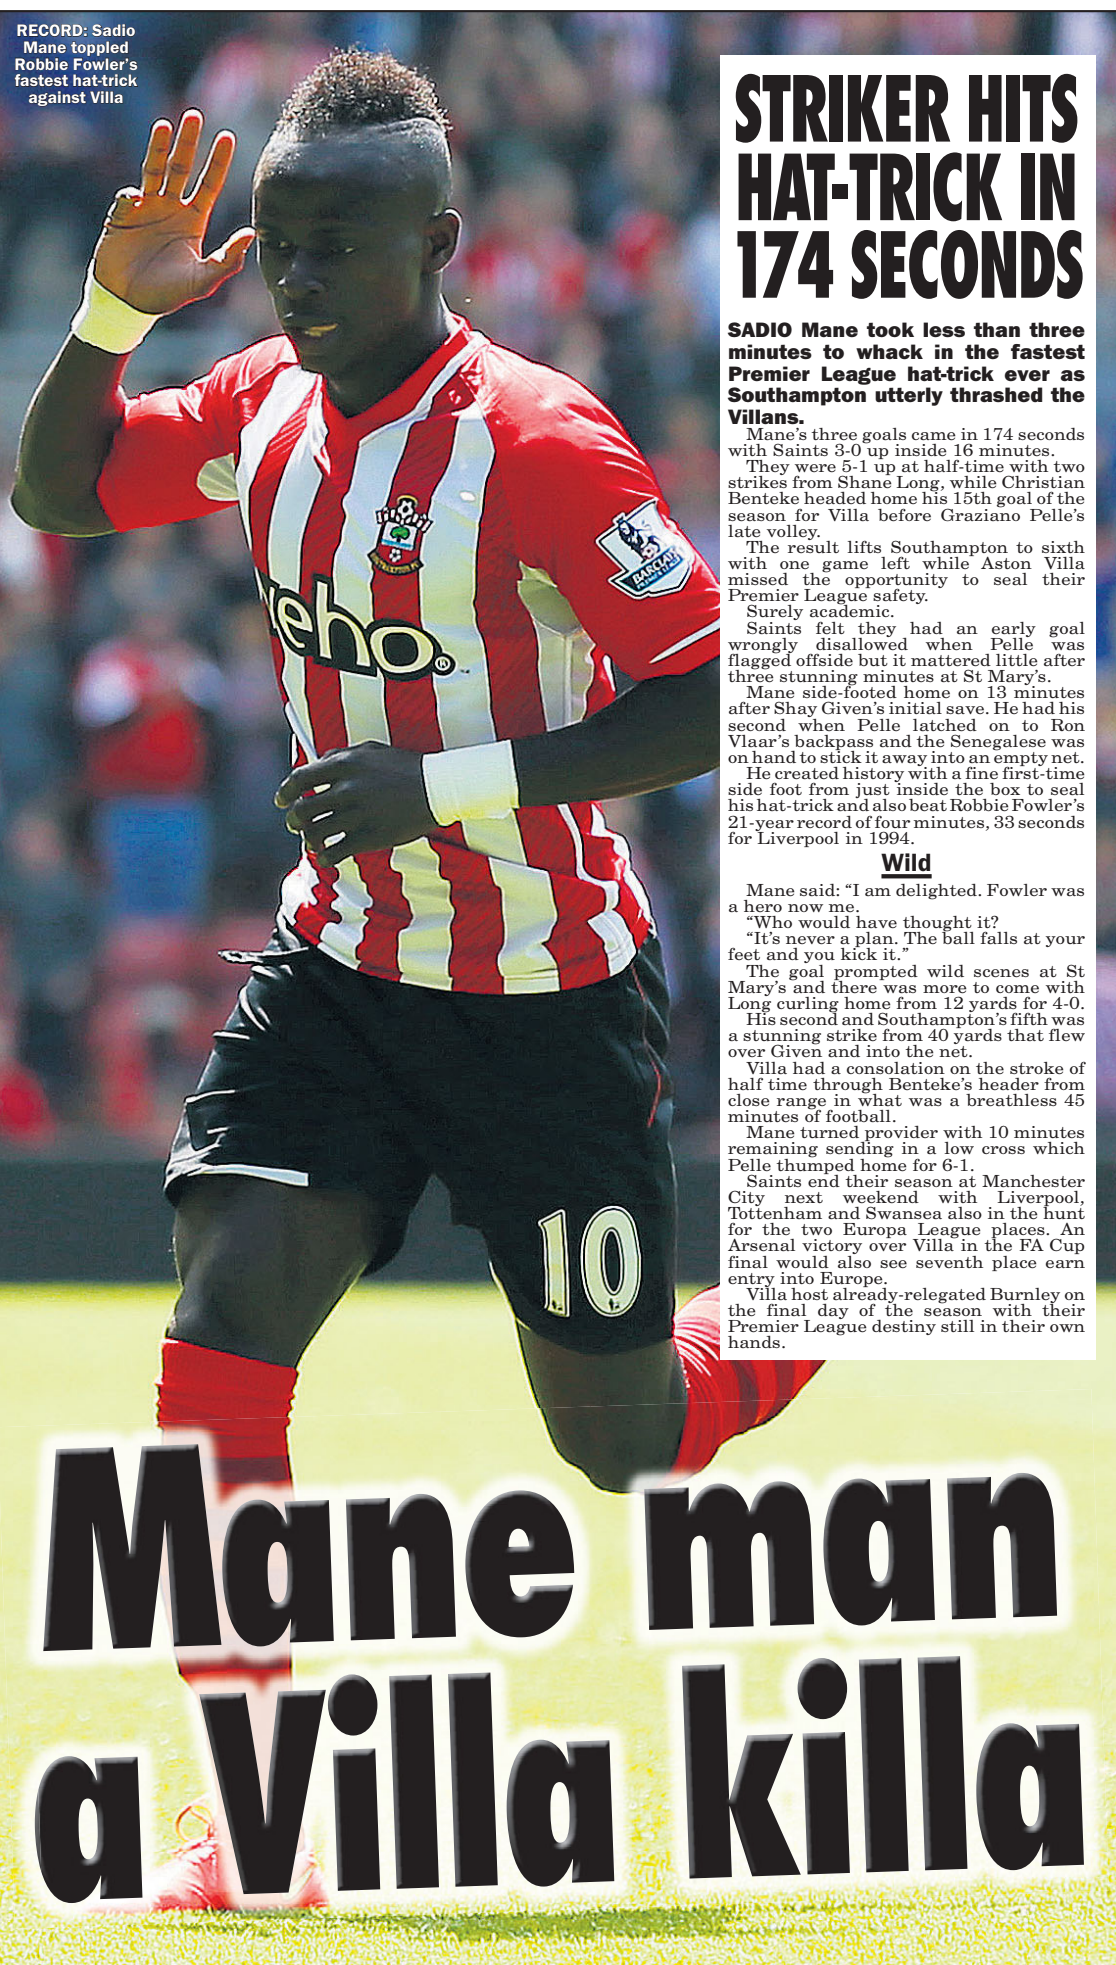 RECORD: Sadio
Mane toppled
Robbie Fowler's
fastest hat-trick
against Villa
STRIKER HITS
HAT-TRICK IN
174 SECONDS
SADIO Mane took less than three
minutes to whack in the fastest
Premier League hat-trick ever as
Southampton utterly thrashed the
Villans.
Mane's three goals came in 174 seconds
with Saints 3-0 up inside 16 minutes.
They were 5-1 up at half-time with two
strikes from Shane Long, while Christian
Benteke headed home his 15th goal of the
season for Villa before Graziano Pelle's
late volley.
The result lifts Southampton to sixth
with one game left while Aston Villa
missed the opportunity to seal their
Premier League safety.
Surely academic.
Saints felt they had an early goal
wrongly disallowed when Pelle was
flagged offside but it mattered little after
three stunning minutes at St Mary's.
Mane side-footed home on 13 minutes
after Shay Given's initial save. He had his
second when Pelle latched on to Ron
Vlaar's backpass and the Senegalese was
on hand to stick it away into an empty net.
He created history with a fine first-time
side foot from just inside the box to seal
his hat-trick and also beat Robbie Fowler's
21-year record of four minutes, 33 seconds
for Liverpool in 1994.
Wild
Mane said: “I am delighted. Fowler was
a hero now me.
“Who would have thought it?
“It's never a plan. The ball falls at your
feet and you kick it.”
The goal prompted wild scenes at St
Mary's and there was more to come with
Long curling home from 12 yards for 4-0.
His second and Southampton's fifth was
a stunning strike from 40 yards that flew
over Given and into the net.
Villa had a consolation on the stroke of
half time through Benteke's header from
close range in what was a breathless 45
minutes of football.
Mane turned provider with 10 minutes
remaining sending in a low cross which
Pelle thumped home for 6-1.
Saints end their season at Manchester
City next weekend with Liverpool,
Tottenham and Swansea also in the hunt
for the two Europa League places. An
Arsenal victory over Villa in the FA Cup
final would also see seventh place earn
entry into Europe.
Villa host already-relegated Burnley on
the final day of the season with their
Premier League destiny still in their own
hands.
BARCLAYS
PREMIER LEAGUE
veho®
10
Mane man
a Villa killa